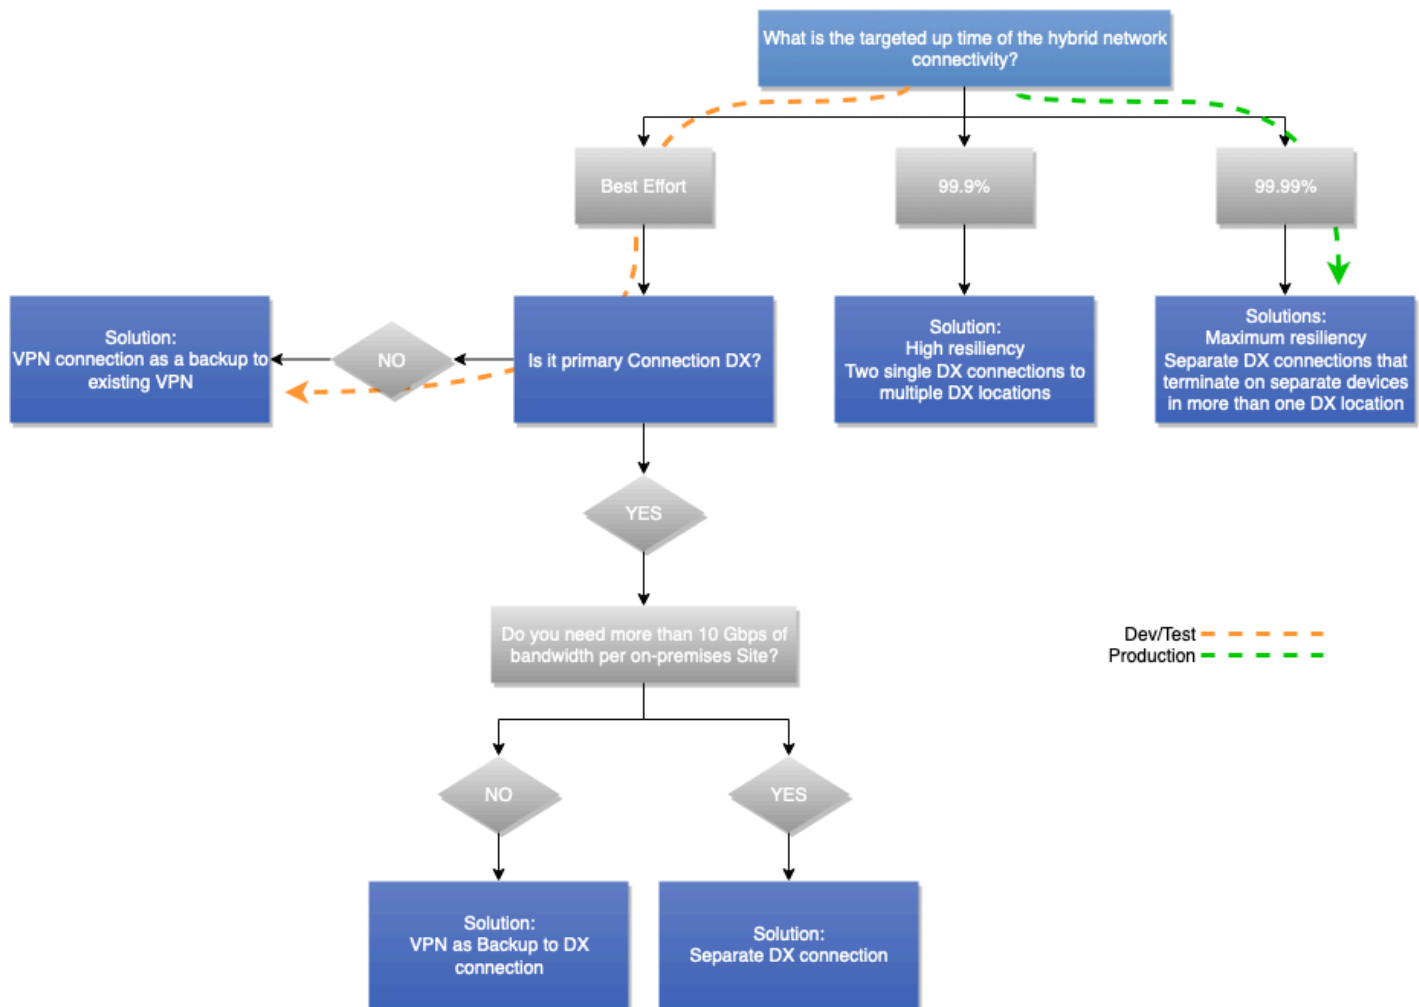 What is the targeted up time of the hybrid network
connectivity?
Best Effort
99.9%
99.99%
Solution:
VPN connection as a backup to
existing VPN
NO
Is it primary Connection DX?
Solution:
High resiliency
Two single DX connections to
multiple DX locations
Solutions:
Maximum resiliency
Separate DX connections that
terminate on separate devices
in more than one DX location
YES
Do you need more than 10 Gbps of
bandwidth per on-premises Site?
Dev/Test
Production
NO
YES
Solution:
VPN as Backup to DX
connection
Solution:
Separate DX connection